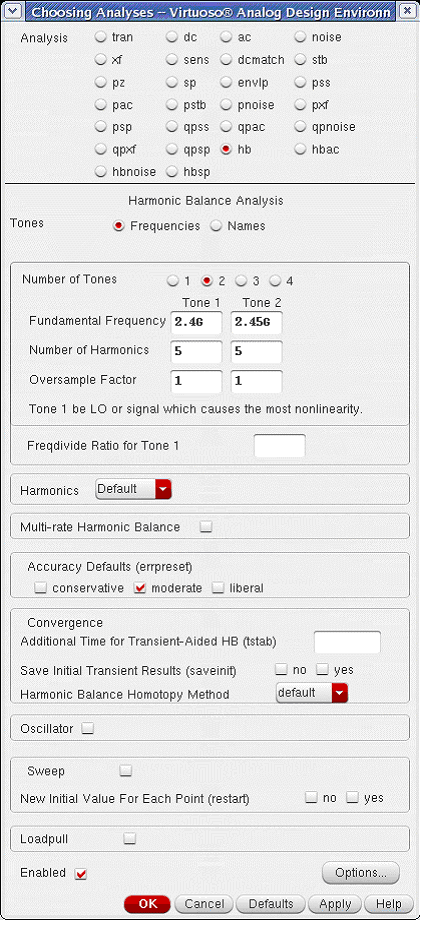 Choosing Analyses -- Virtuoso® Analog Design Environn
Analysis tran dc ac noise
xf sens dcmatch stb
pz sp envlp pss
pac pstb pnoise pxf
psp qpss qpac qpnoise
qpxf qpsp hb hbac
hbnoise hbsp
Harmonic Balance Analysis
Tones Frequencies Names
Number of Tones 1 2 3 4
Tone 1 Tone 2
Fundamental Frequency 2.4G 2.45G
Number of Harmonics 5 5
Oversample Factor 1 1
Tone 1 be LO or signal which causes the most nonlinearity.
Freqdivide Ratio for Tone 1
Harmonics Default
Multi-rate Harmonic Balance
Accuracy Defaults (errpreset)
conservative moderate liberal
Convergence
Additional Time for Transient-Aided HB (tstab)
Save Initial Transient Results (saveinit) no yes
Harmonic Balance Homotopy Method default
Oscillator
Sweep
New Initial Value For Each Point (restart) no yes
Loadpull
Enabled Options...
OK Cancel Defaults Apply Help